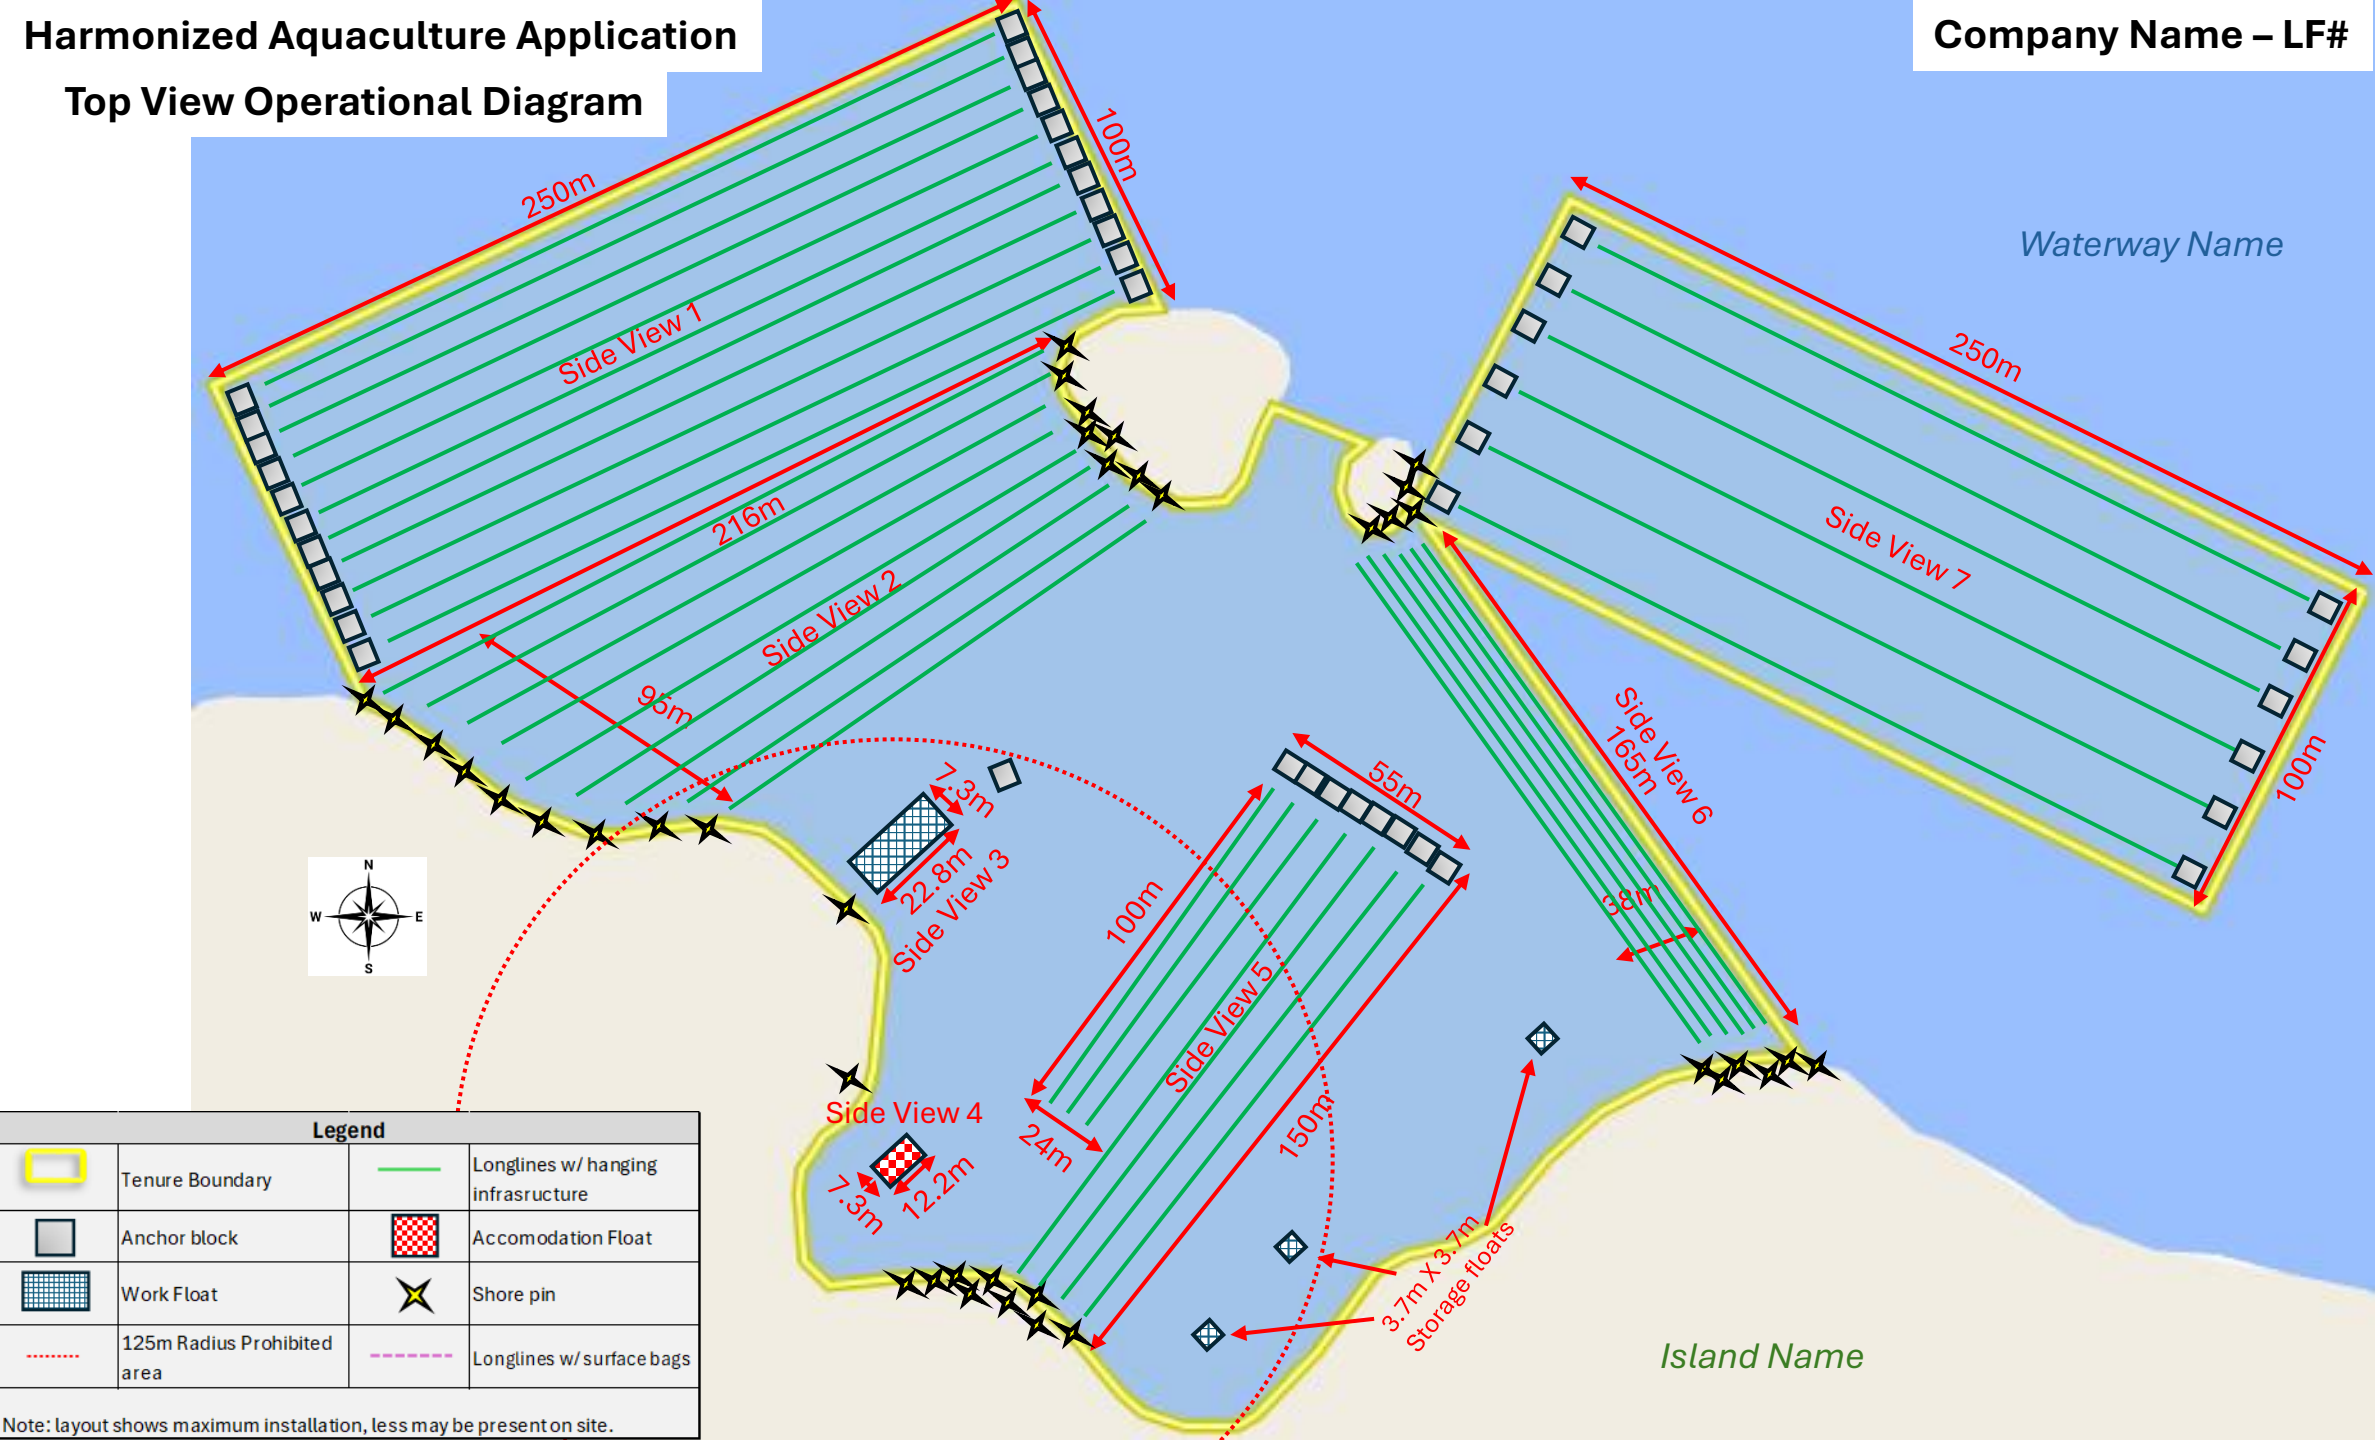 Harmonized Aquaculture Application
Top View Operational Diagram
Company Name – LF#
250m
100m
Side View 1
216m
Side View 2
95m
Waterway Name
250m
Side View 7
100m
Side View 6
165m
38m
7.3m
22.8m
Side View 3
55m
100m
Side View 5
150m
24m
Side View 4
7.3m
12.2m
3.7m X 3.7m
Storage floats
Island Name
N
W
E
S
Legend
Tenure Boundary
Longlines w/ hanging
infrasructure
Anchor block
Accomodation Float
Work Float
Shore pin
125m Radius Prohibited
area
Longlines w/ surface bags
Note: layout shows maximum installation, less may be present on site.